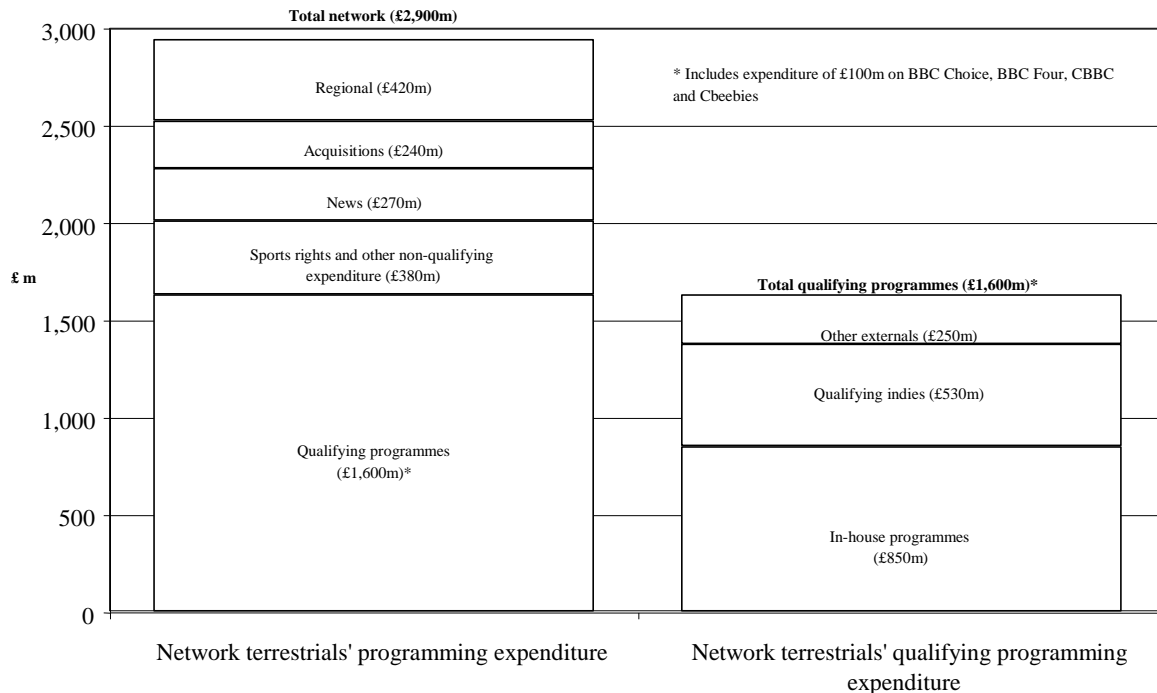 Total network (£2,900m)
3,000
2,500
2,000
1,500
1,000
500
0
£ m
Regional (£420m)
Acquisitions (£240m)
News (£270m)
Sports rights and other non-qualifying
expenditure (£380m)
Qualifying programmes
(£1,600m)*
* Includes expenditure of £100m on BBC Choice, BBC Four, CBBC
and Cbeebies
Total qualifying programmes (£1,600m)*
Other externals (£250m)
Qualifying indies (£530m)
In-house programmes
(£850m)
Network terrestrials' programming expenditure
Network terrestrials' qualifying programming
expenditure